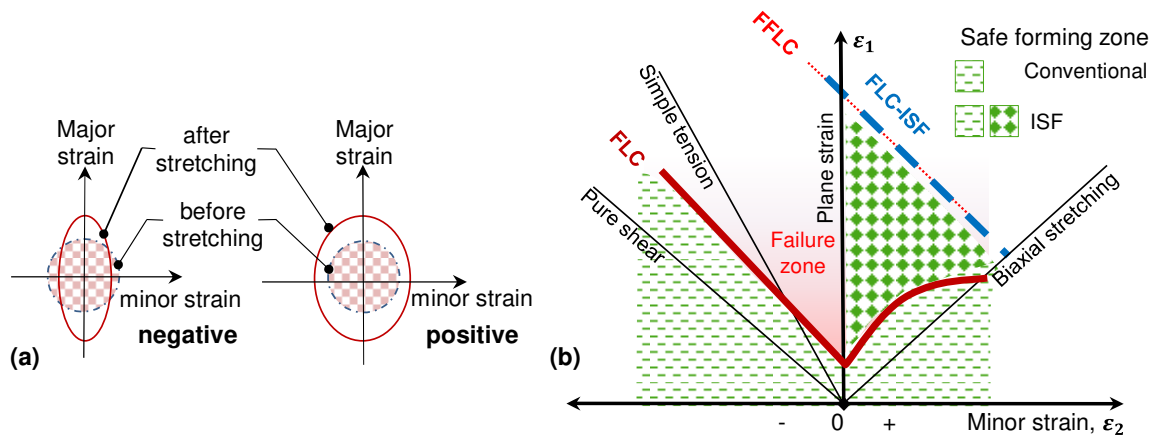 Major
strain
after
stretching
before
stretching
minor strain
negative
(a)
Major
strain
minor strain
positive
FFLC
ε1
Safe forming zone
Conventional
ISF
FLC-ISF
Simple tension
Plane strain
FLC
Pure shear
Failure
zone
Biaxial stretching
(b)
- 0 + Minor strain, ε2